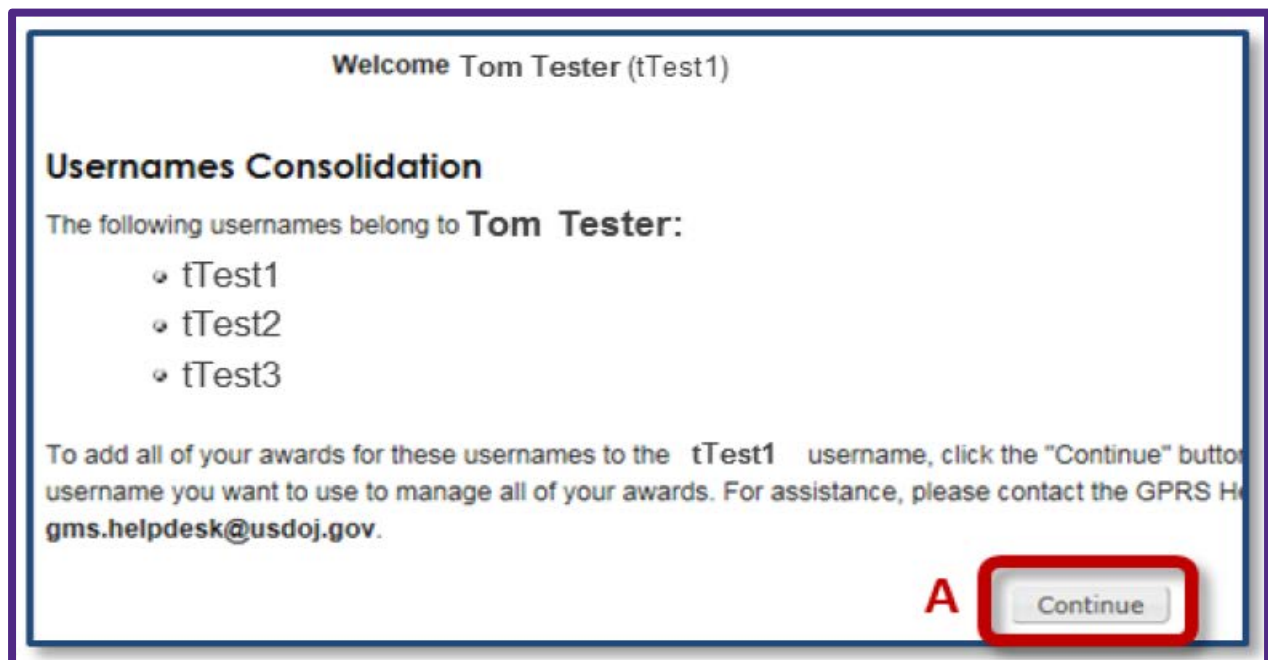 Welcome Tom Tester (tTest1)
Usernames Consolidation
The following usernames belong to Tom Tester:
tTest1
tTest2
tTest3
To add all of your awards for these usernames to the tTest1 username, click the "Continue"
username you want to use to manage all of your awards. For assistance, please contact the GPRS
gms.helpdesk@usdoj.gov.
A Continue